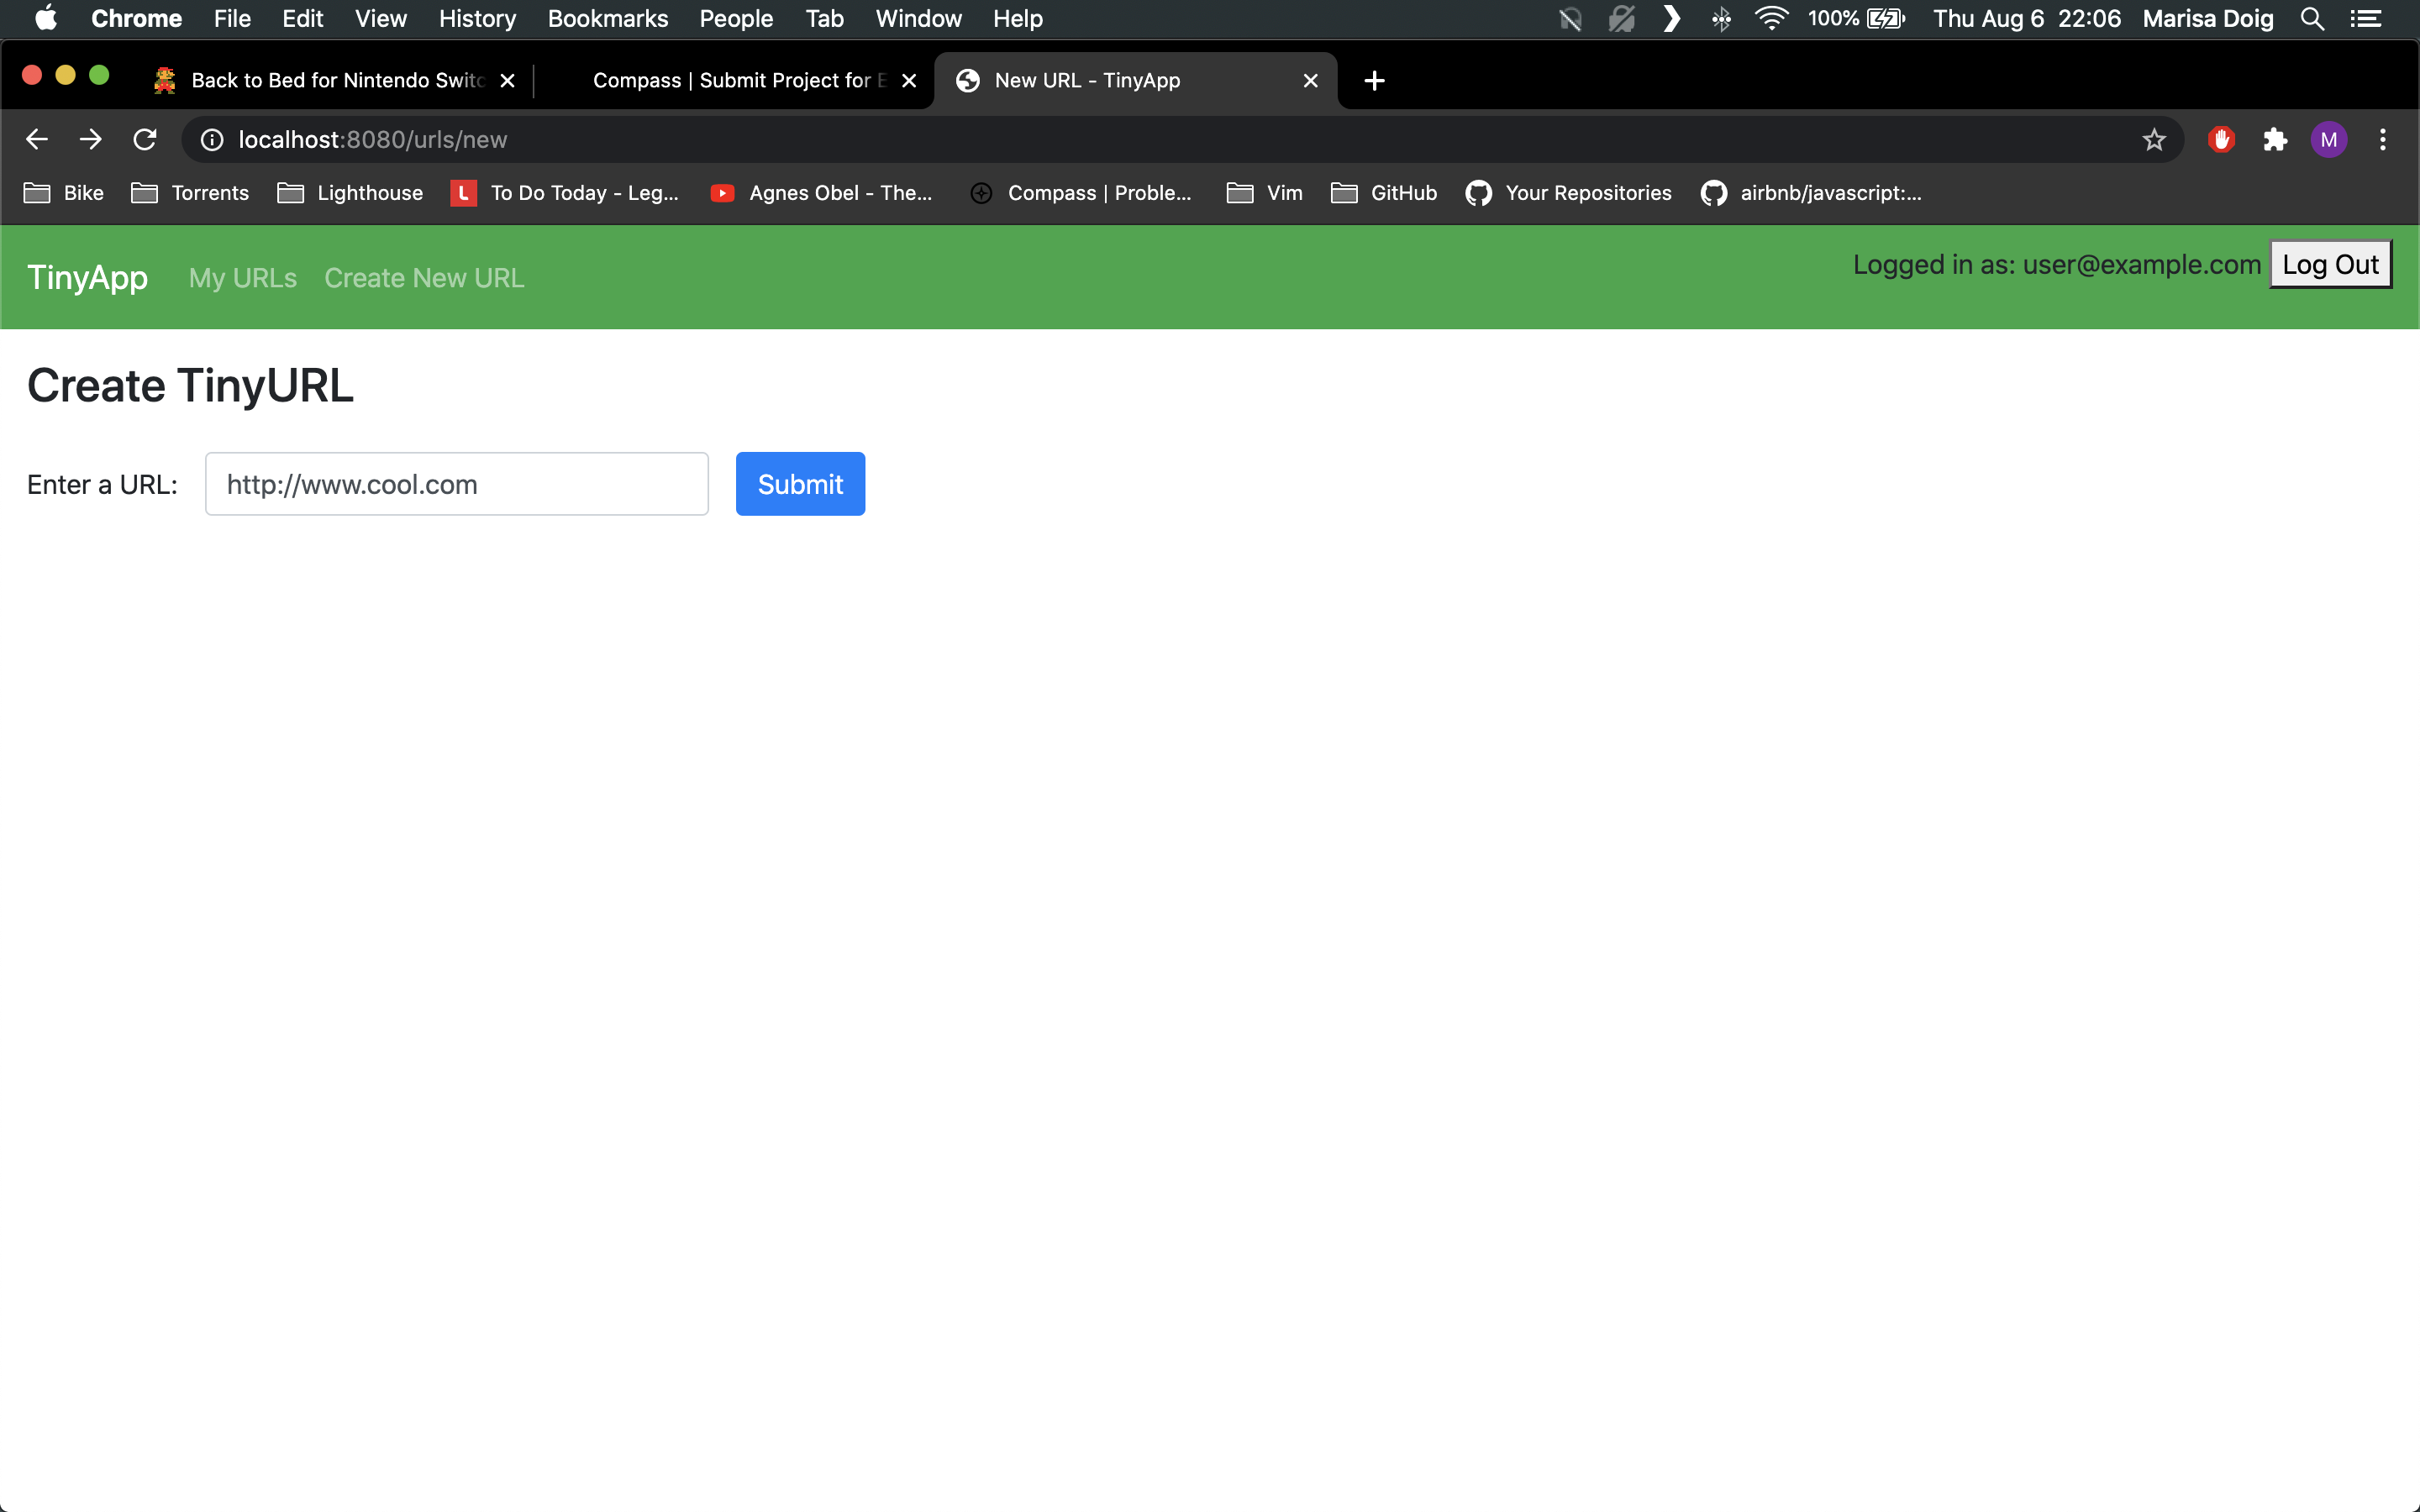 Chrome File Edit View History Bookmarks People Tab Window Help 100% Thu Aug 6 22:06 Marisa Doig
Back to Bed for Nintendo Switc Compass | Submit Project for E New URL - TinyApp
localhost:8080/urls/new M
Bike Torrents Lighthouse L To Do Today - Leg... Agnes Obel - The... Compass | Proble... Vim GitHub Your Repositories airbnb/javascript:...
TinyApp My URLs Create New URL Logged in as: user@example.com Log Out
Create TinyURL
Enter a URL: http://www.cool.com Submit